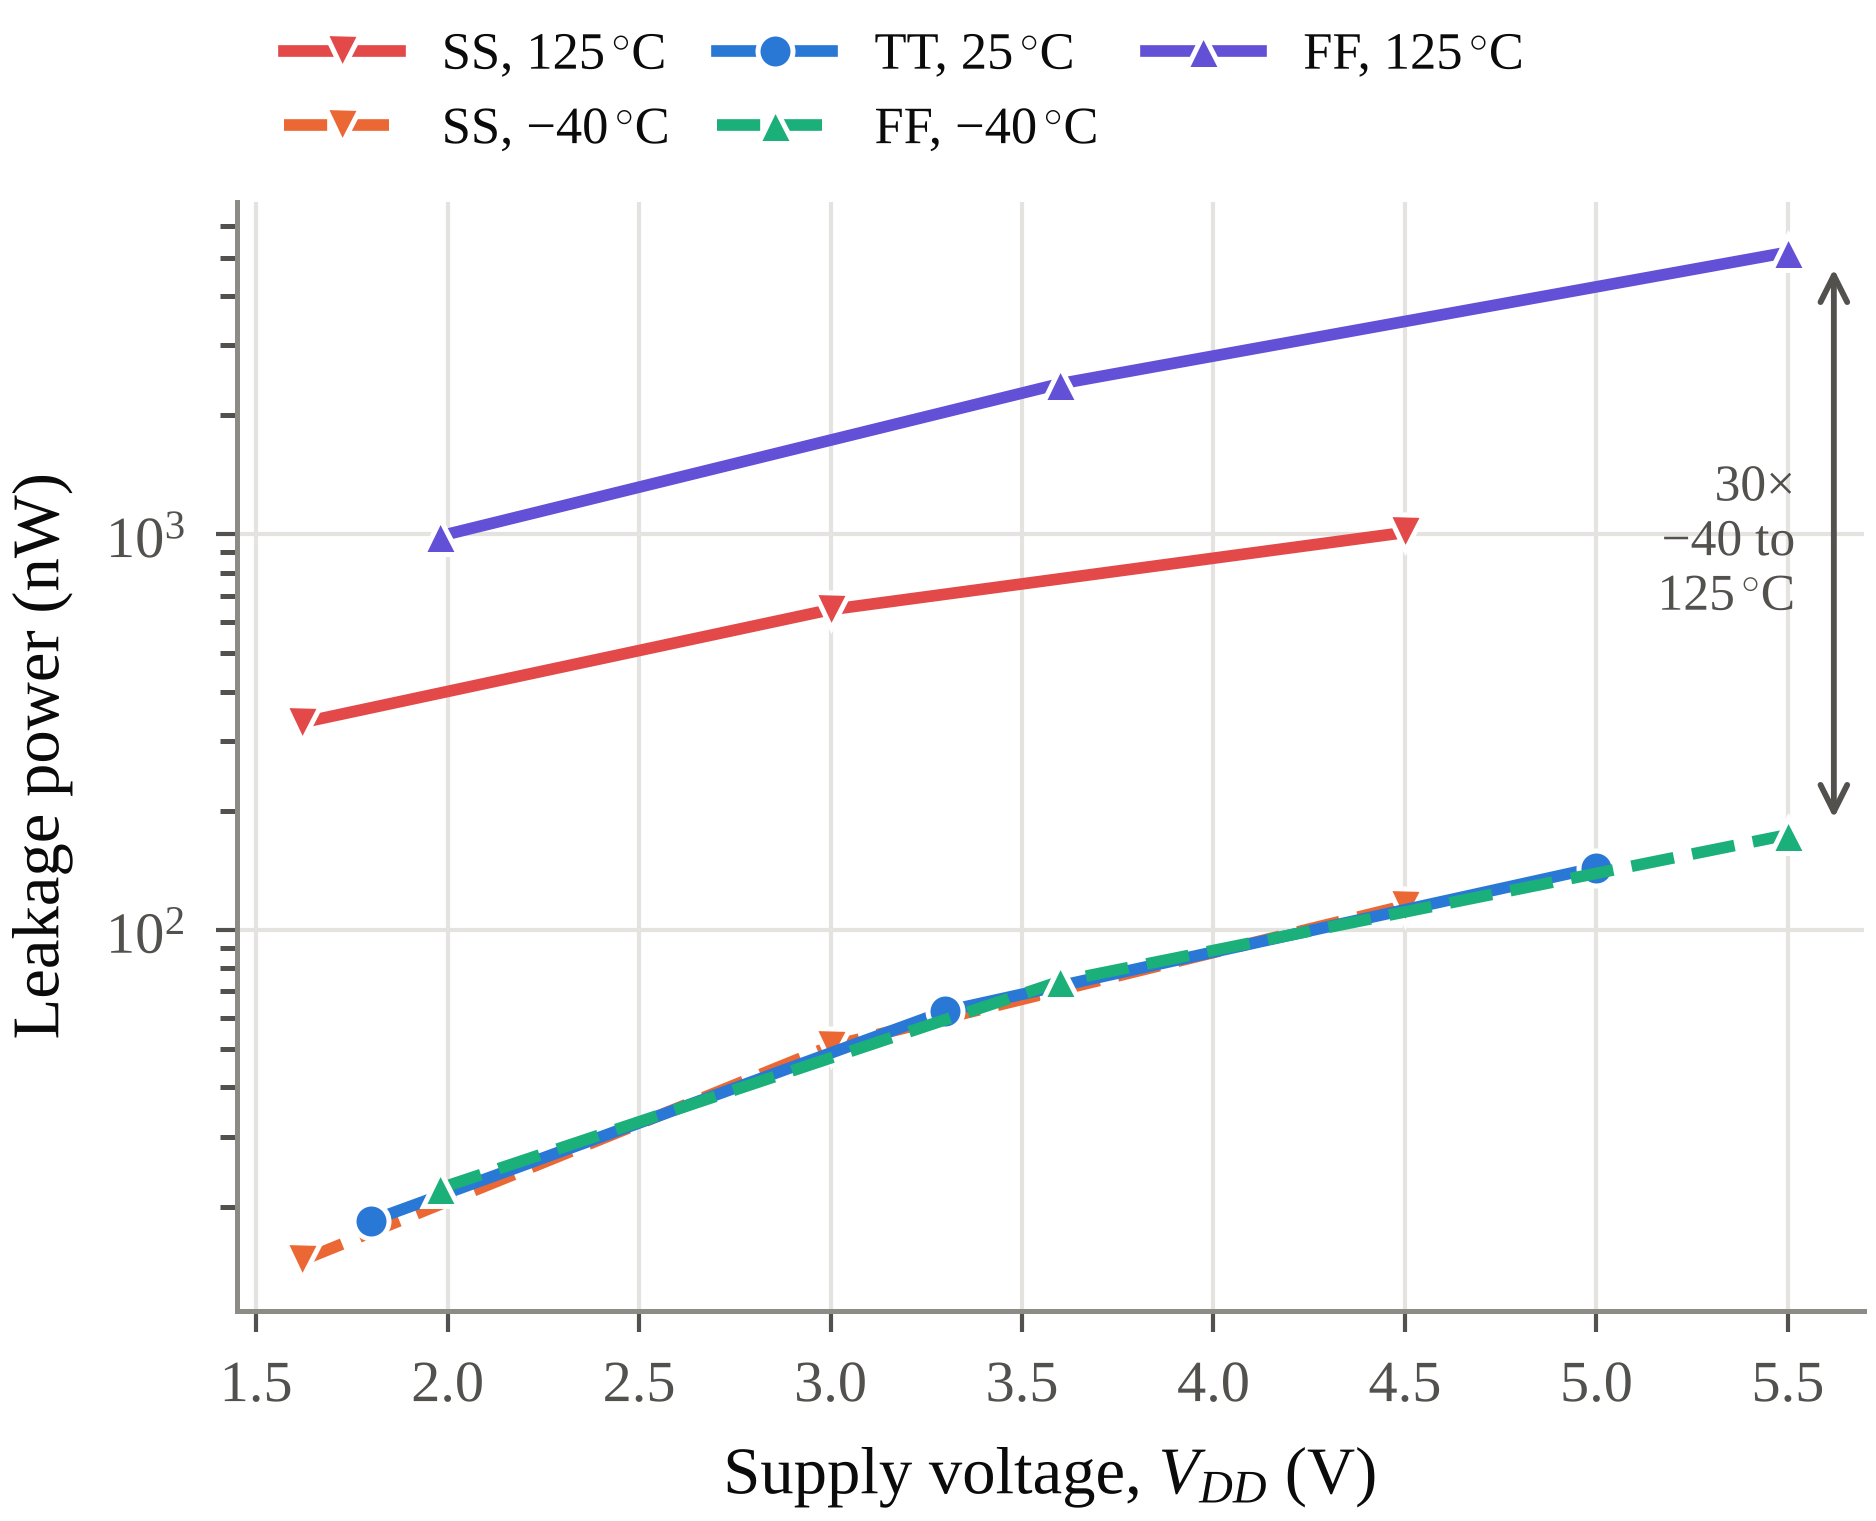 SS, 125 °C
TT, 25 °C
FF, 125 °C
SS, −40 °C
FF, −40 °C
Leakage power (nW)
10³
10²
30×
−40 to
125 °C
1.5 2.0 2.5 3.0 3.5 4.0 4.5 5.0 5.5
Supply voltage, V_DD (V)